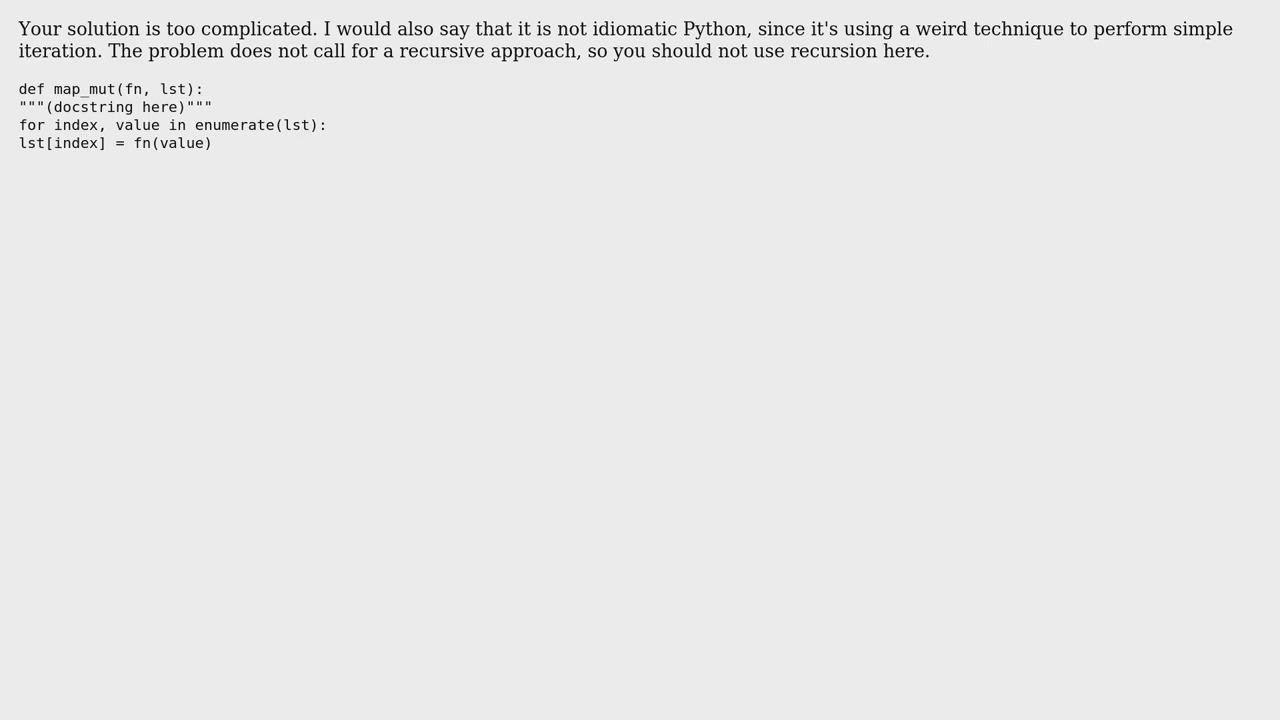 Your solution is too complicated. I would also say that it is not idiomatic Python, since it's using a weird technique to perform simple
iteration. The problem does not call for a recursive approach, so you should not use recursion here.
def map_mut(fn, lst):
"""(docstring here)"""
for index, value in enumerate(lst):
lst[index] = fn(value)